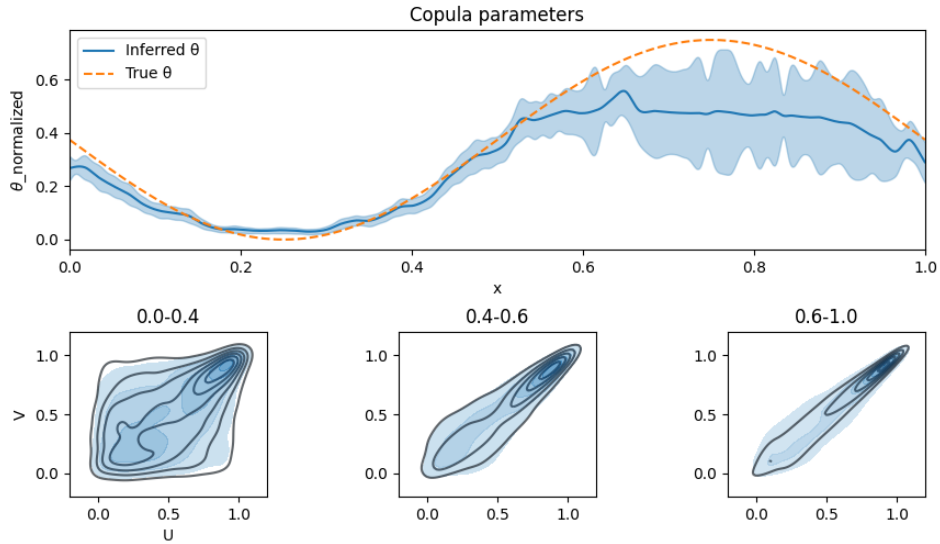 Copula parameters
Inferred θ
True θ
θ_normalized
0.6
0.4
0.2
0.0
0.0 0.2 0.4 0.6 0.8 1.0
x
0.0-0.4 0.4-0.6 0.6-1.0
V
1.0 1.0 1.0
0.5 0.5 0.5
0.0 0.0 0.0
0.0 0.5 1.0 0.0 0.5 1.0 0.0 0.5 1.0
U